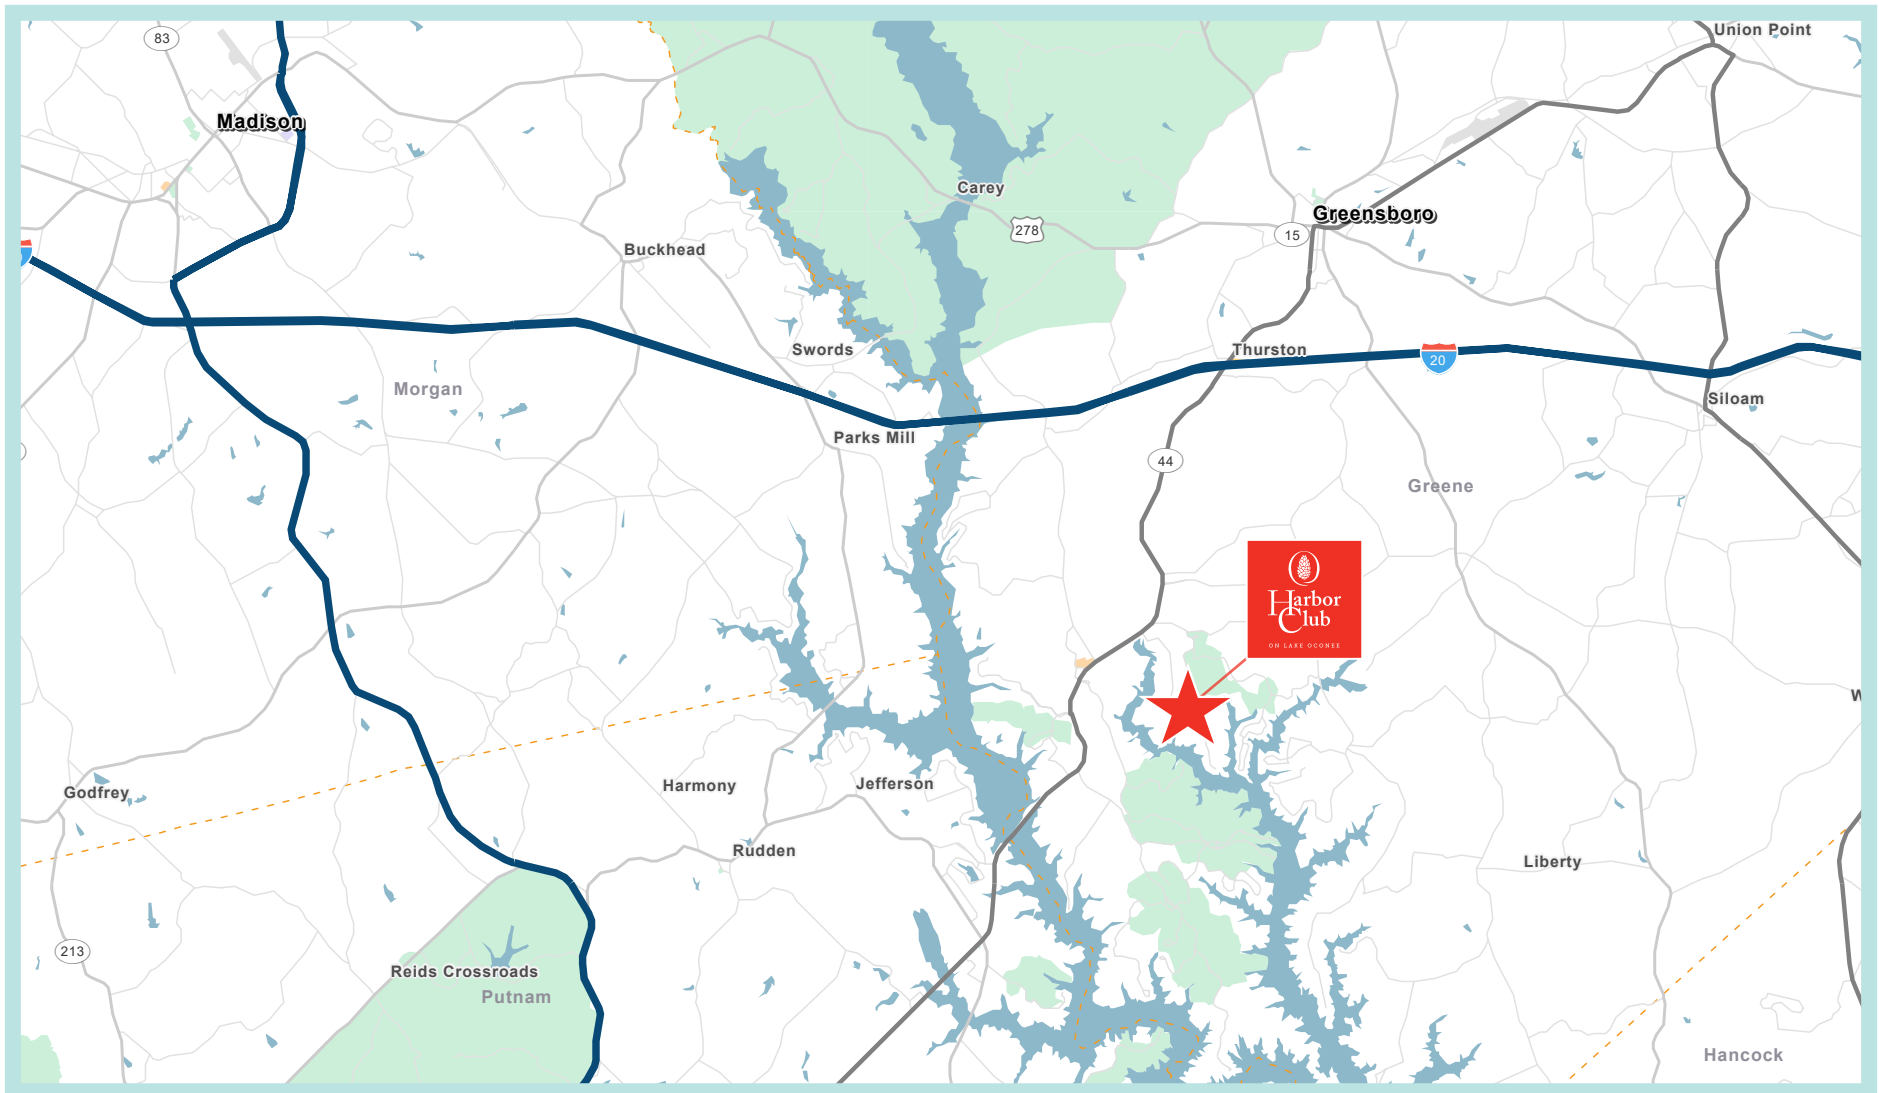 Union Point
83
Madison
Carey
278
Greensboro
15
Buckhead
Swords
Thurston
20
Morgan
Siloam
Parks Mill
44
Greene
Harbor
Club
ON LAKE OCONEE
W
Harmony
Jefferson
Godfrey
Rudden
Liberty
213
Reids Crossroads
Putnam
Hancock